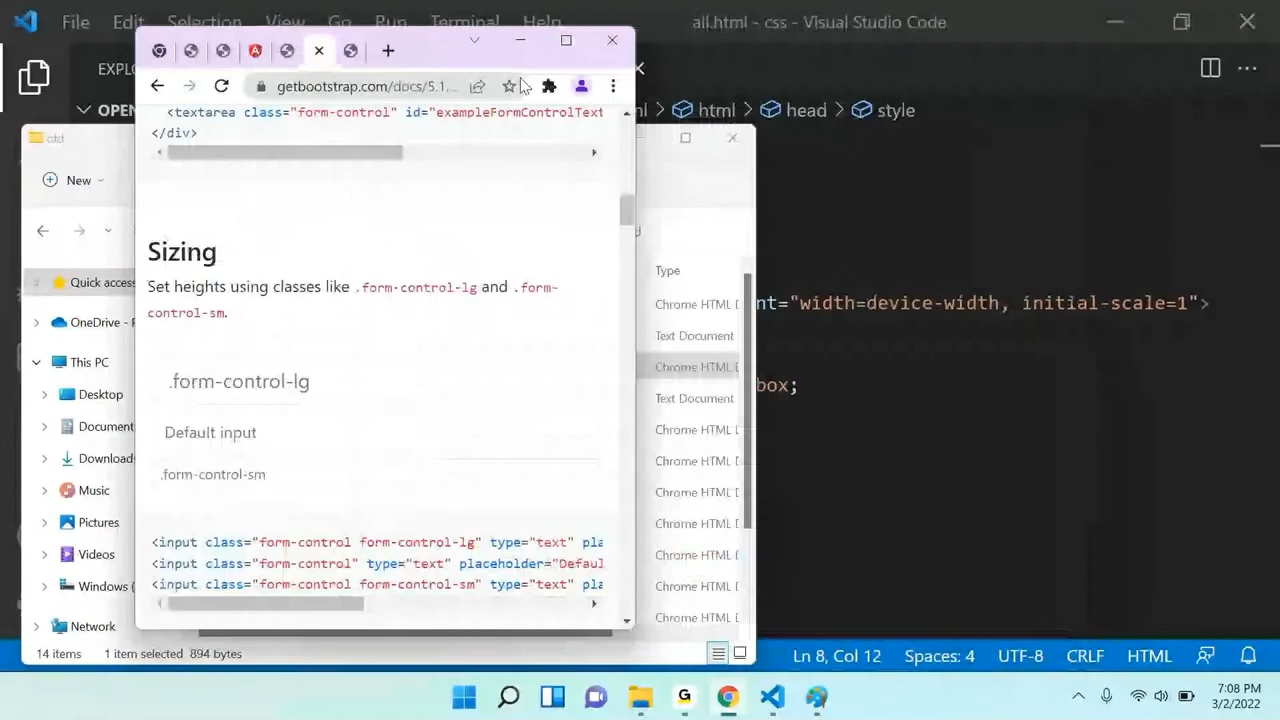 File Edit Selection View Go Run Terminal Help
all.html - css - Visual Studio Code
EXPLO
OPEN
html
head
style
getbootstrap.com/docs/5.1...
<textarea class="form-control" id="exampleFormControlText
</div>
Sizing
Set heights using classes like .form-control-lg and .form-
control-sm.
.form-control-lg
Default input
.form-control-sm
<input class="form-control form-control-lg" type="text" pla
<input class="form-control" type="text" placeholder="Defaul
<input class="form-control form-control-sm" type="text" pla
New
Quick access
OneDrive - P
This PC
Desktop
Document
Download
Music
Pictures
Videos
Windows (
Network
14 items 1 item selected 894 bytes
Type
Chrome HTML D
Text Document
Chrome HTML D
Text Document
Chrome HTML D
Chrome HTML D
Chrome HTML D
Chrome HTML D
Chrome HTML D
Chrome HTML D
Chrome HTML D
nt="width=device-width, initial-scale=1">
box;
Ln 8, Col 12 Spaces: 4 UTF-8 CRLF HTML
G
7:08 PM
3/2/2022